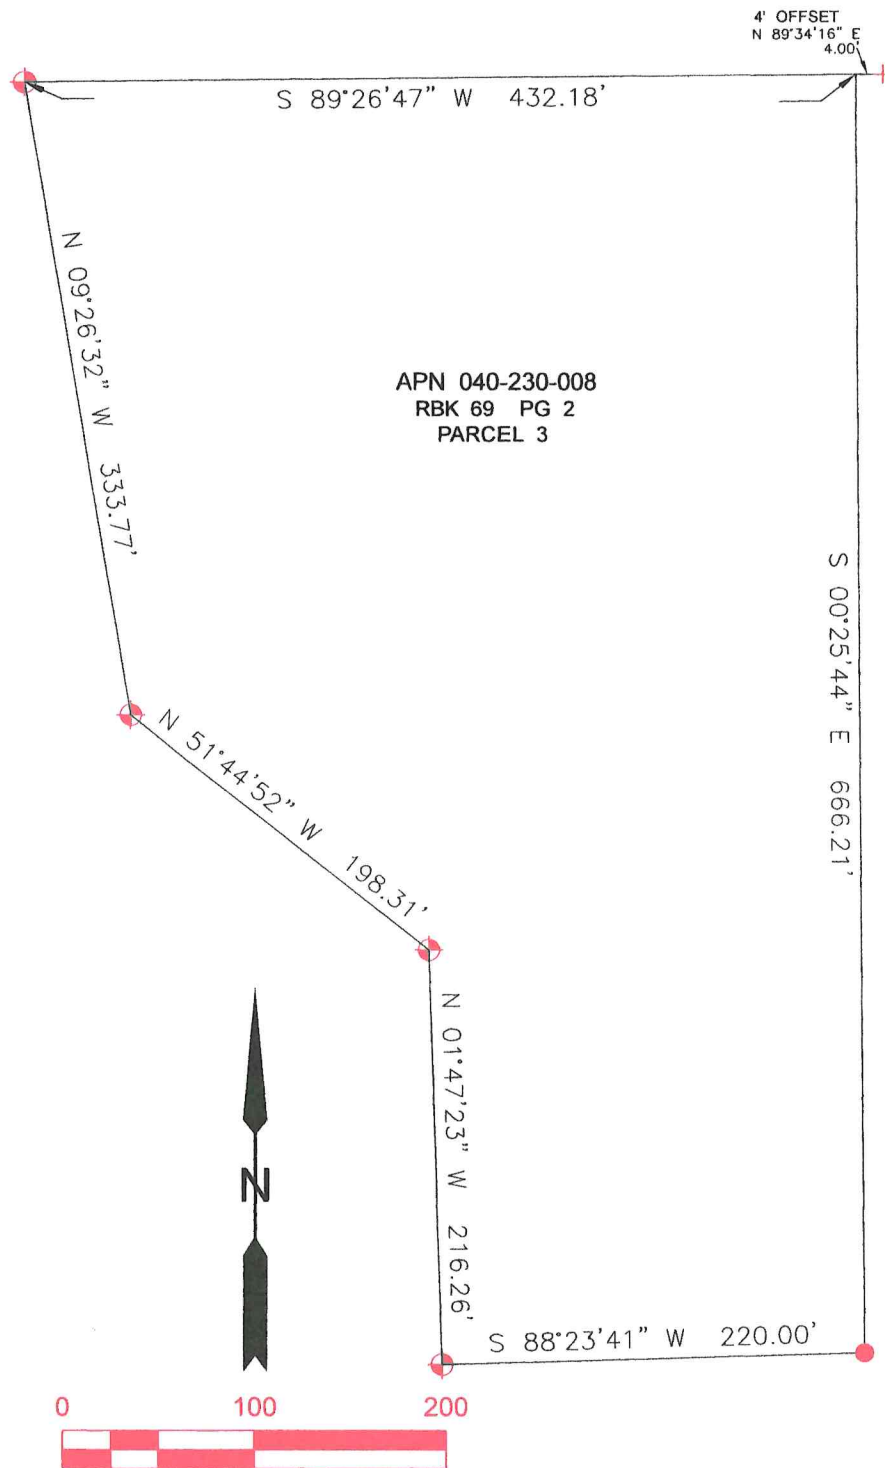 4' OFFSET
N 89°34'16" E
4.00'
S 89°26'47" W 432.18'
N 09°26'32" W 333.77'
APN 040-230-008
RBK 69 PG 2
PARCEL 3
S 00°25'44" E 666.21'
N 51°44'52" W 198.31'
N 01°47'23" W 216.26'
N
S 88°23'41" W 220.00'
0 100 200